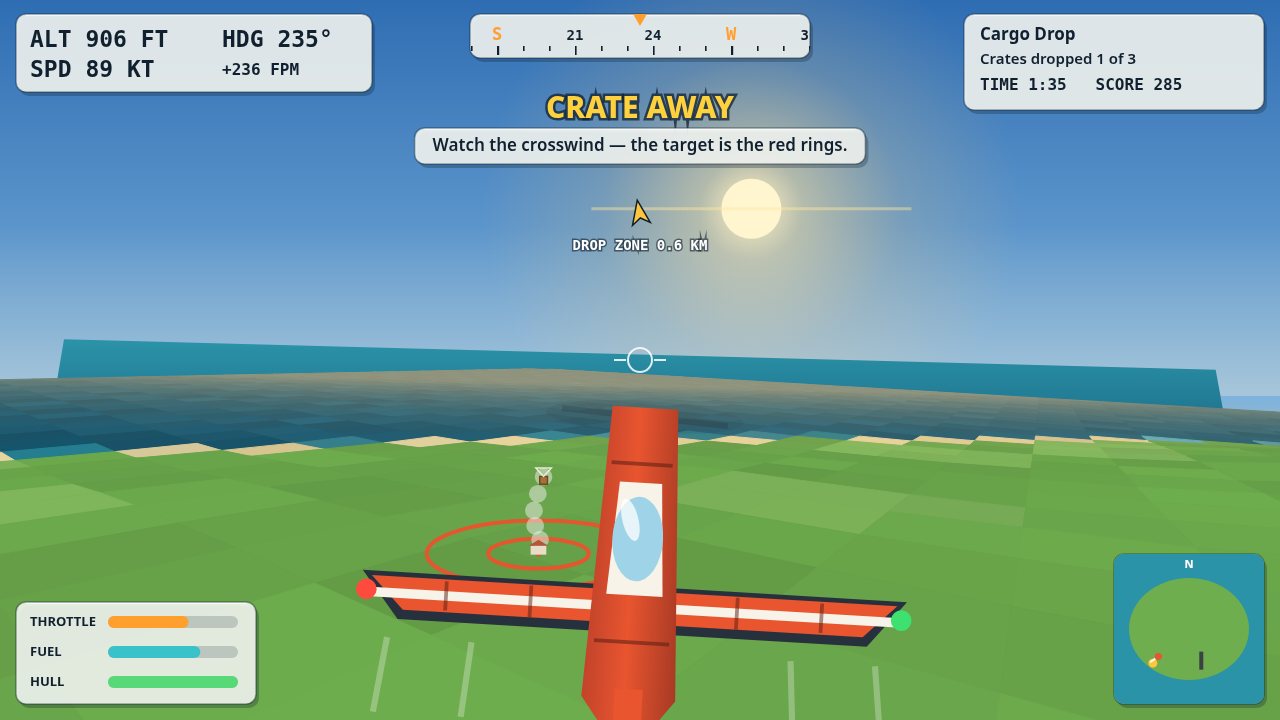 ALT 906 FT HDG 235°
SPD 89 KT +236 FPM
S 21 24 W 3
Cargo Drop
Crates dropped 1 of 3
TIME 1:35 SCORE 285
CRATE AWAY
Watch the crosswind — the target is the red rings.
DROP ZONE 0.6 KM
THROTTLE
FUEL
HULL
N